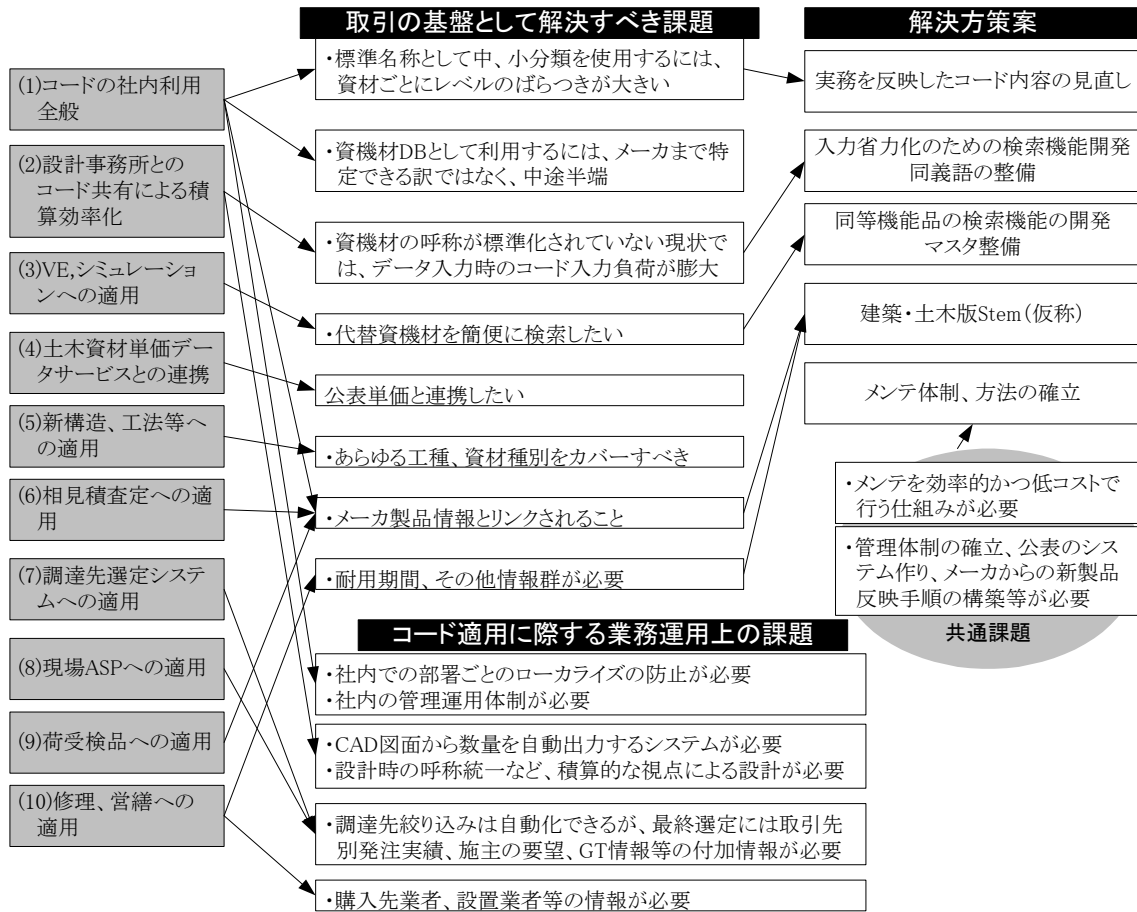 取引の基盤として解決すべき課題
解決方策案
(1)コードの社内利用
全般
(2)設計事務所との
コード共有による積
算効率化
(3)VE,シミュレーショ
ンへの適用
(4)土木資材単価デー
タサービスとの連携
(5)新構造、工法等へ
の適用
(6)相見積査定への適
用
(7)調達先選定システ
ムへの適用
(8)現場ASPへの適用
(9)荷受検品への適用
(10)修理、営繕への
適用
・標準名称として中、小分類を使用するには、
資材ごとにレベルのばらつきが大きい
・資機材DBとして利用するには、メーカまで特
定できる訳ではなく、中途半端
・資機材の呼称が標準化されていない現状で
は、データ入力時のコード入力負荷が膨大
・代替資機材を簡便に検索したい
公表単価と連携したい
・あらゆる工種、資材種別をカバーすべき
・メーカ製品情報とリンクされること
・耐用期間、その他情報群が必要
コード適用に際する業務運用上の課題
・社内での部署ごとのローカライズの防止が必要
・社内の管理運用体制が必要
・CAD図面から数量を自動出力するシステムが必要
・設計時の呼称統一など、積算的な視点による設計が必要
・調達先絞り込みは自動化できるが、最終選定には取引先
別発注実績、施主の要望、GT情報等の付加情報が必要
・購入先業者、設置業者等の情報が必要
実務を反映したコード内容の見直し
入力省力化のための検索機能開発
同義語の整備
同等機能品の検索機能の開発
マスタ整備
建築・土木版Stem(仮称)
メンテ体制、方法の確立
・メンテを効率的かつ低コストで
行う仕組みが必要
・管理体制の確立、公表のシス
テム作り、メーカからの新製品
反映手順の構築等が必要
共通課題